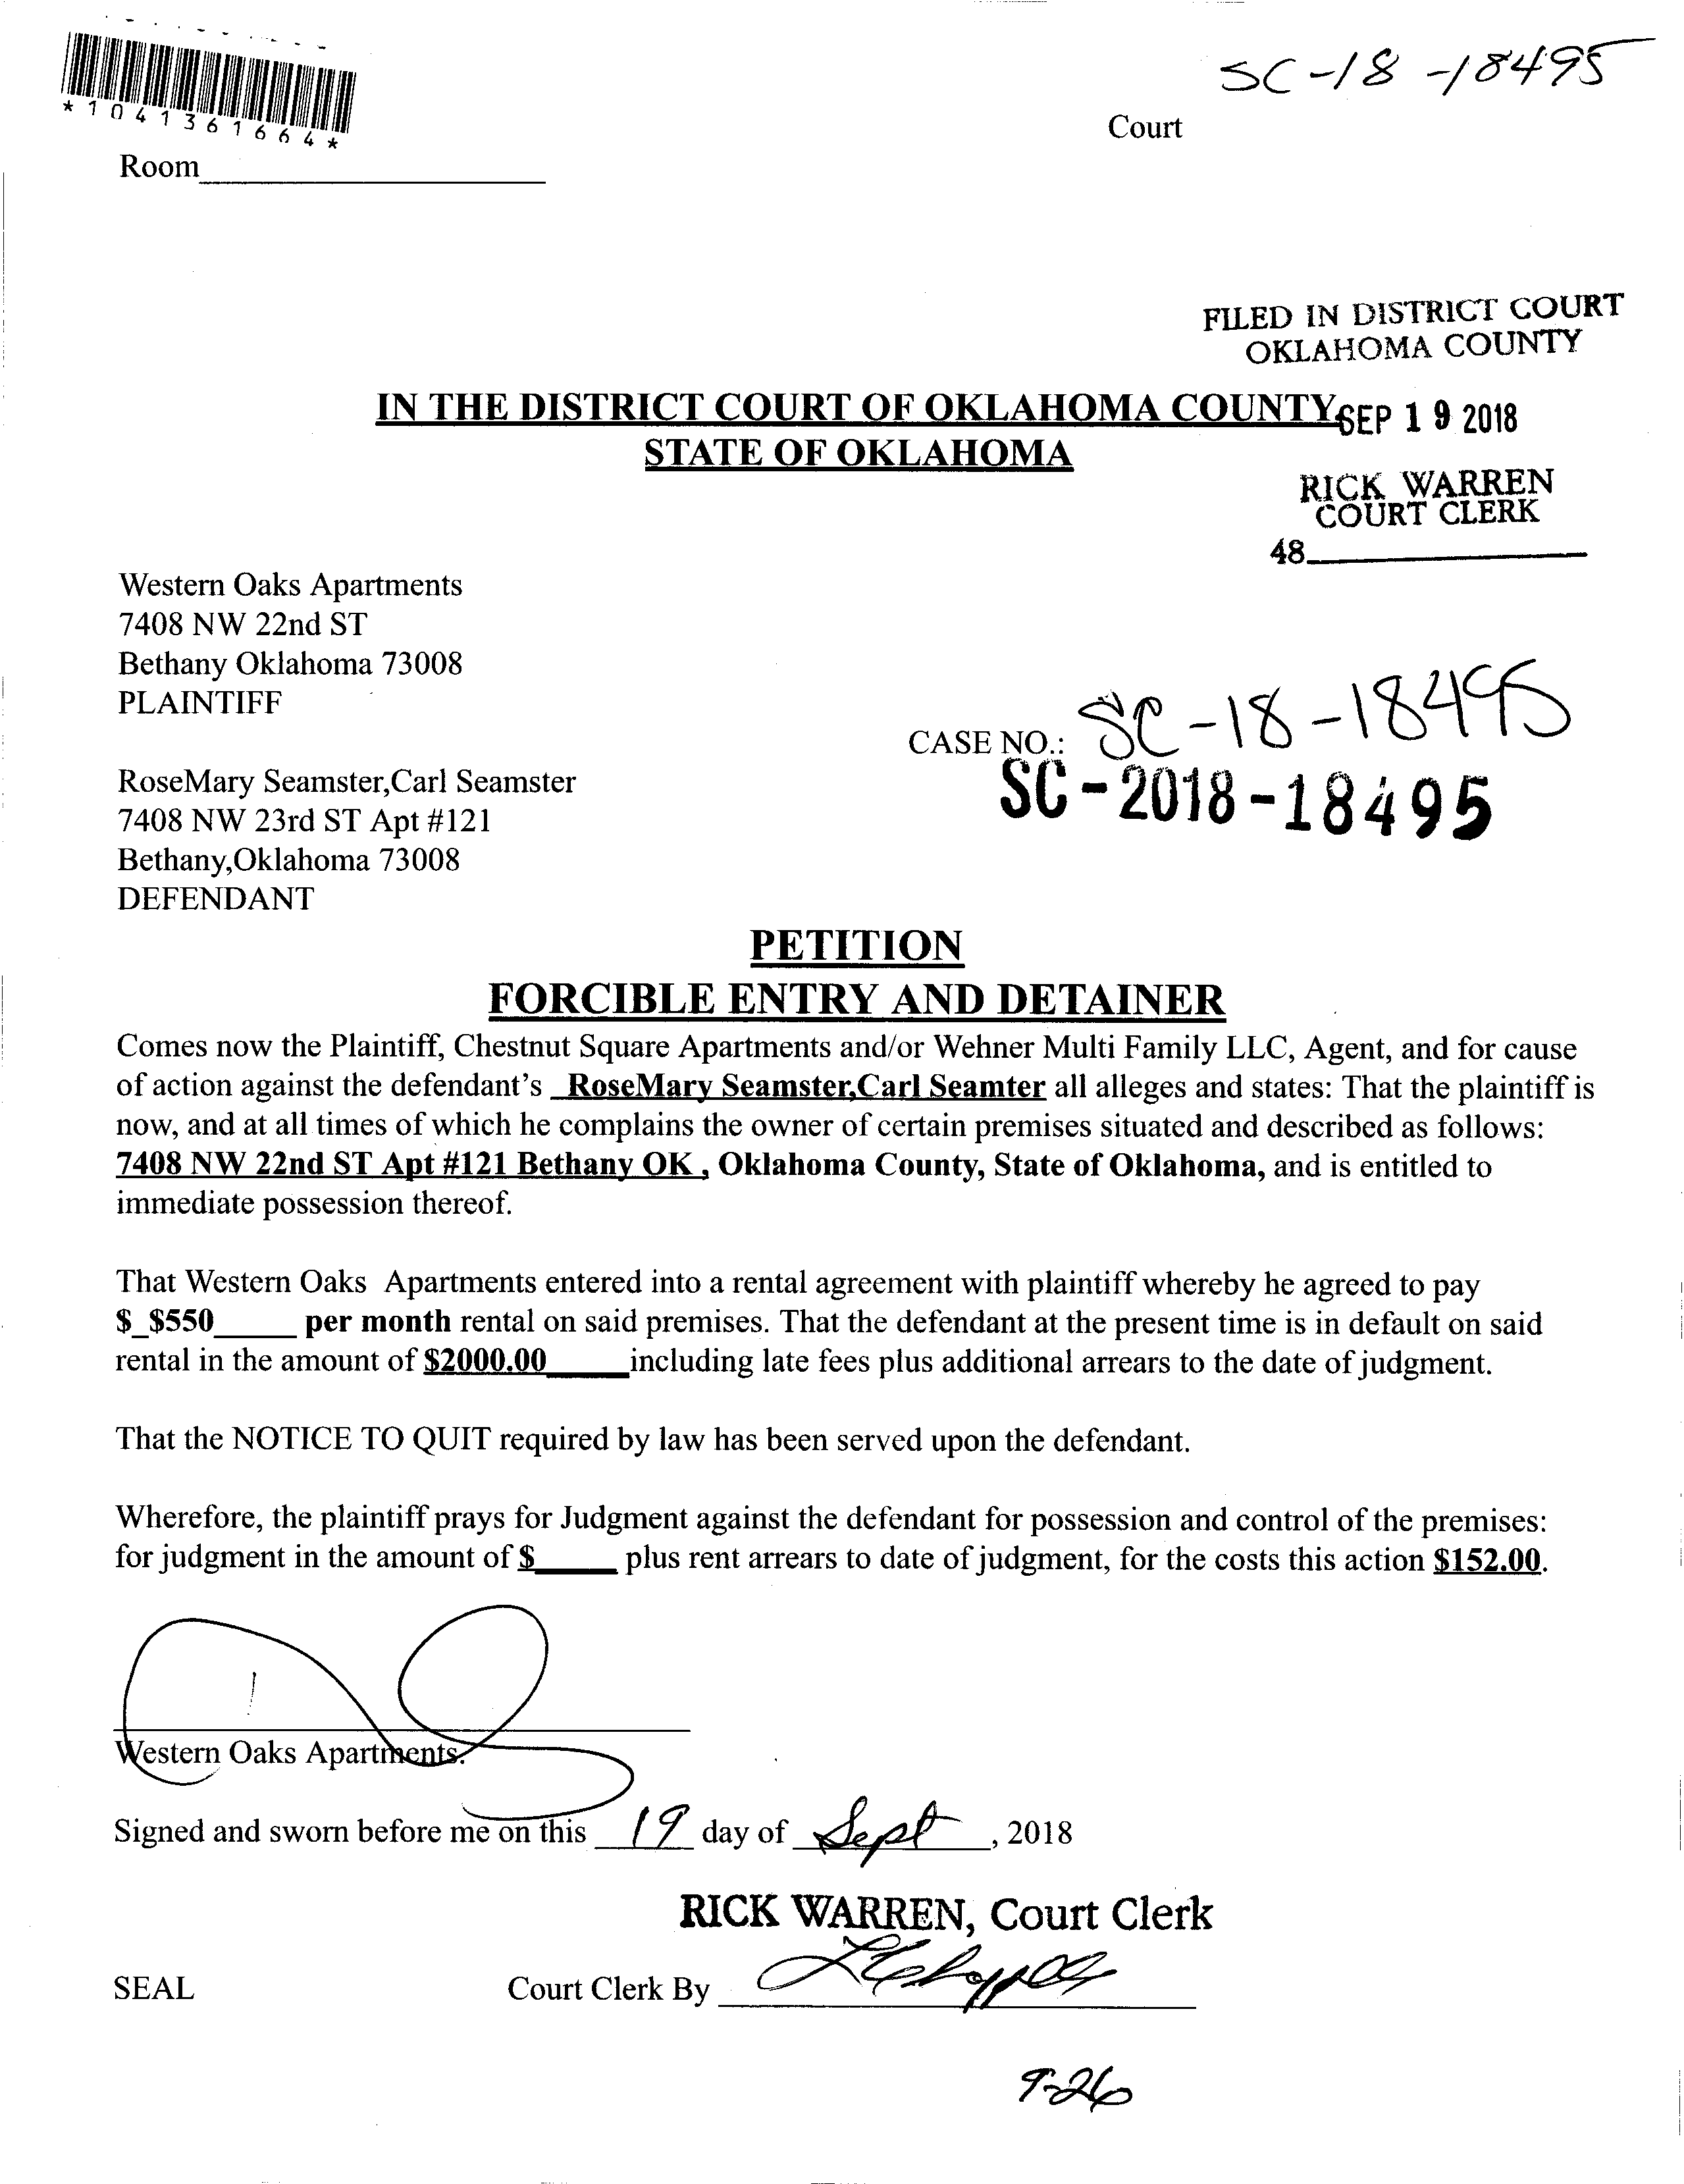 SC-18-18495
*1041361664*
Court
Room
FILED IN DISTRICT COURT
OKLAHOMA COUNTY
IN THE DISTRICT COURT OF OKLAHOMA COUNTY SEP 19 2018
STATE OF OKLAHOMA
RICK WARREN
COURT CLERK
48
Western Oaks Apartments
7408 NW 22nd ST
Bethany Oklahoma 73008
PLAINTIFF
CASE NO.: SC-18-18495
SC-2018-18495
RoseMary Seamster,Carl Seamster
7408 NW 23rd ST Apt #121
Bethany,Oklahoma 73008
DEFENDANT
PETITION
FORCIBLE ENTRY AND DETAINER
Comes now the Plaintiff, Chestnut Square Apartments and/or Wehner Multi Family LLC, Agent, and for cause
of action against the defendant's _RoseMary Seamster,Carl Seamter all alleges and states: That the plaintiff is
now, and at all times of which he complains the owner of certain premises situated and described as follows:
7408 NW 22nd ST Apt #121 Bethany OK , Oklahoma County, State of Oklahoma, and is entitled to
immediate possession thereof.
That Western Oaks Apartments entered into a rental agreement with plaintiff whereby he agreed to pay
$_$550_____ per month rental on said premises. That the defendant at the present time is in default on said
rental in the amount of $2000.00_____including late fees plus additional arrears to the date of judgment.
That the NOTICE TO QUIT required by law has been served upon the defendant.
Wherefore, the plaintiff prays for Judgment against the defendant for possession and control of the premises:
for judgment in the amount of $_____ plus rent arrears to date of judgment, for the costs this action $152.00.
Western Oaks Apartments.
Signed and sworn before me on this 19 day of Sept, 2018
RICK WARREN, Court Clerk
SEAL
Court Clerk By
9-26